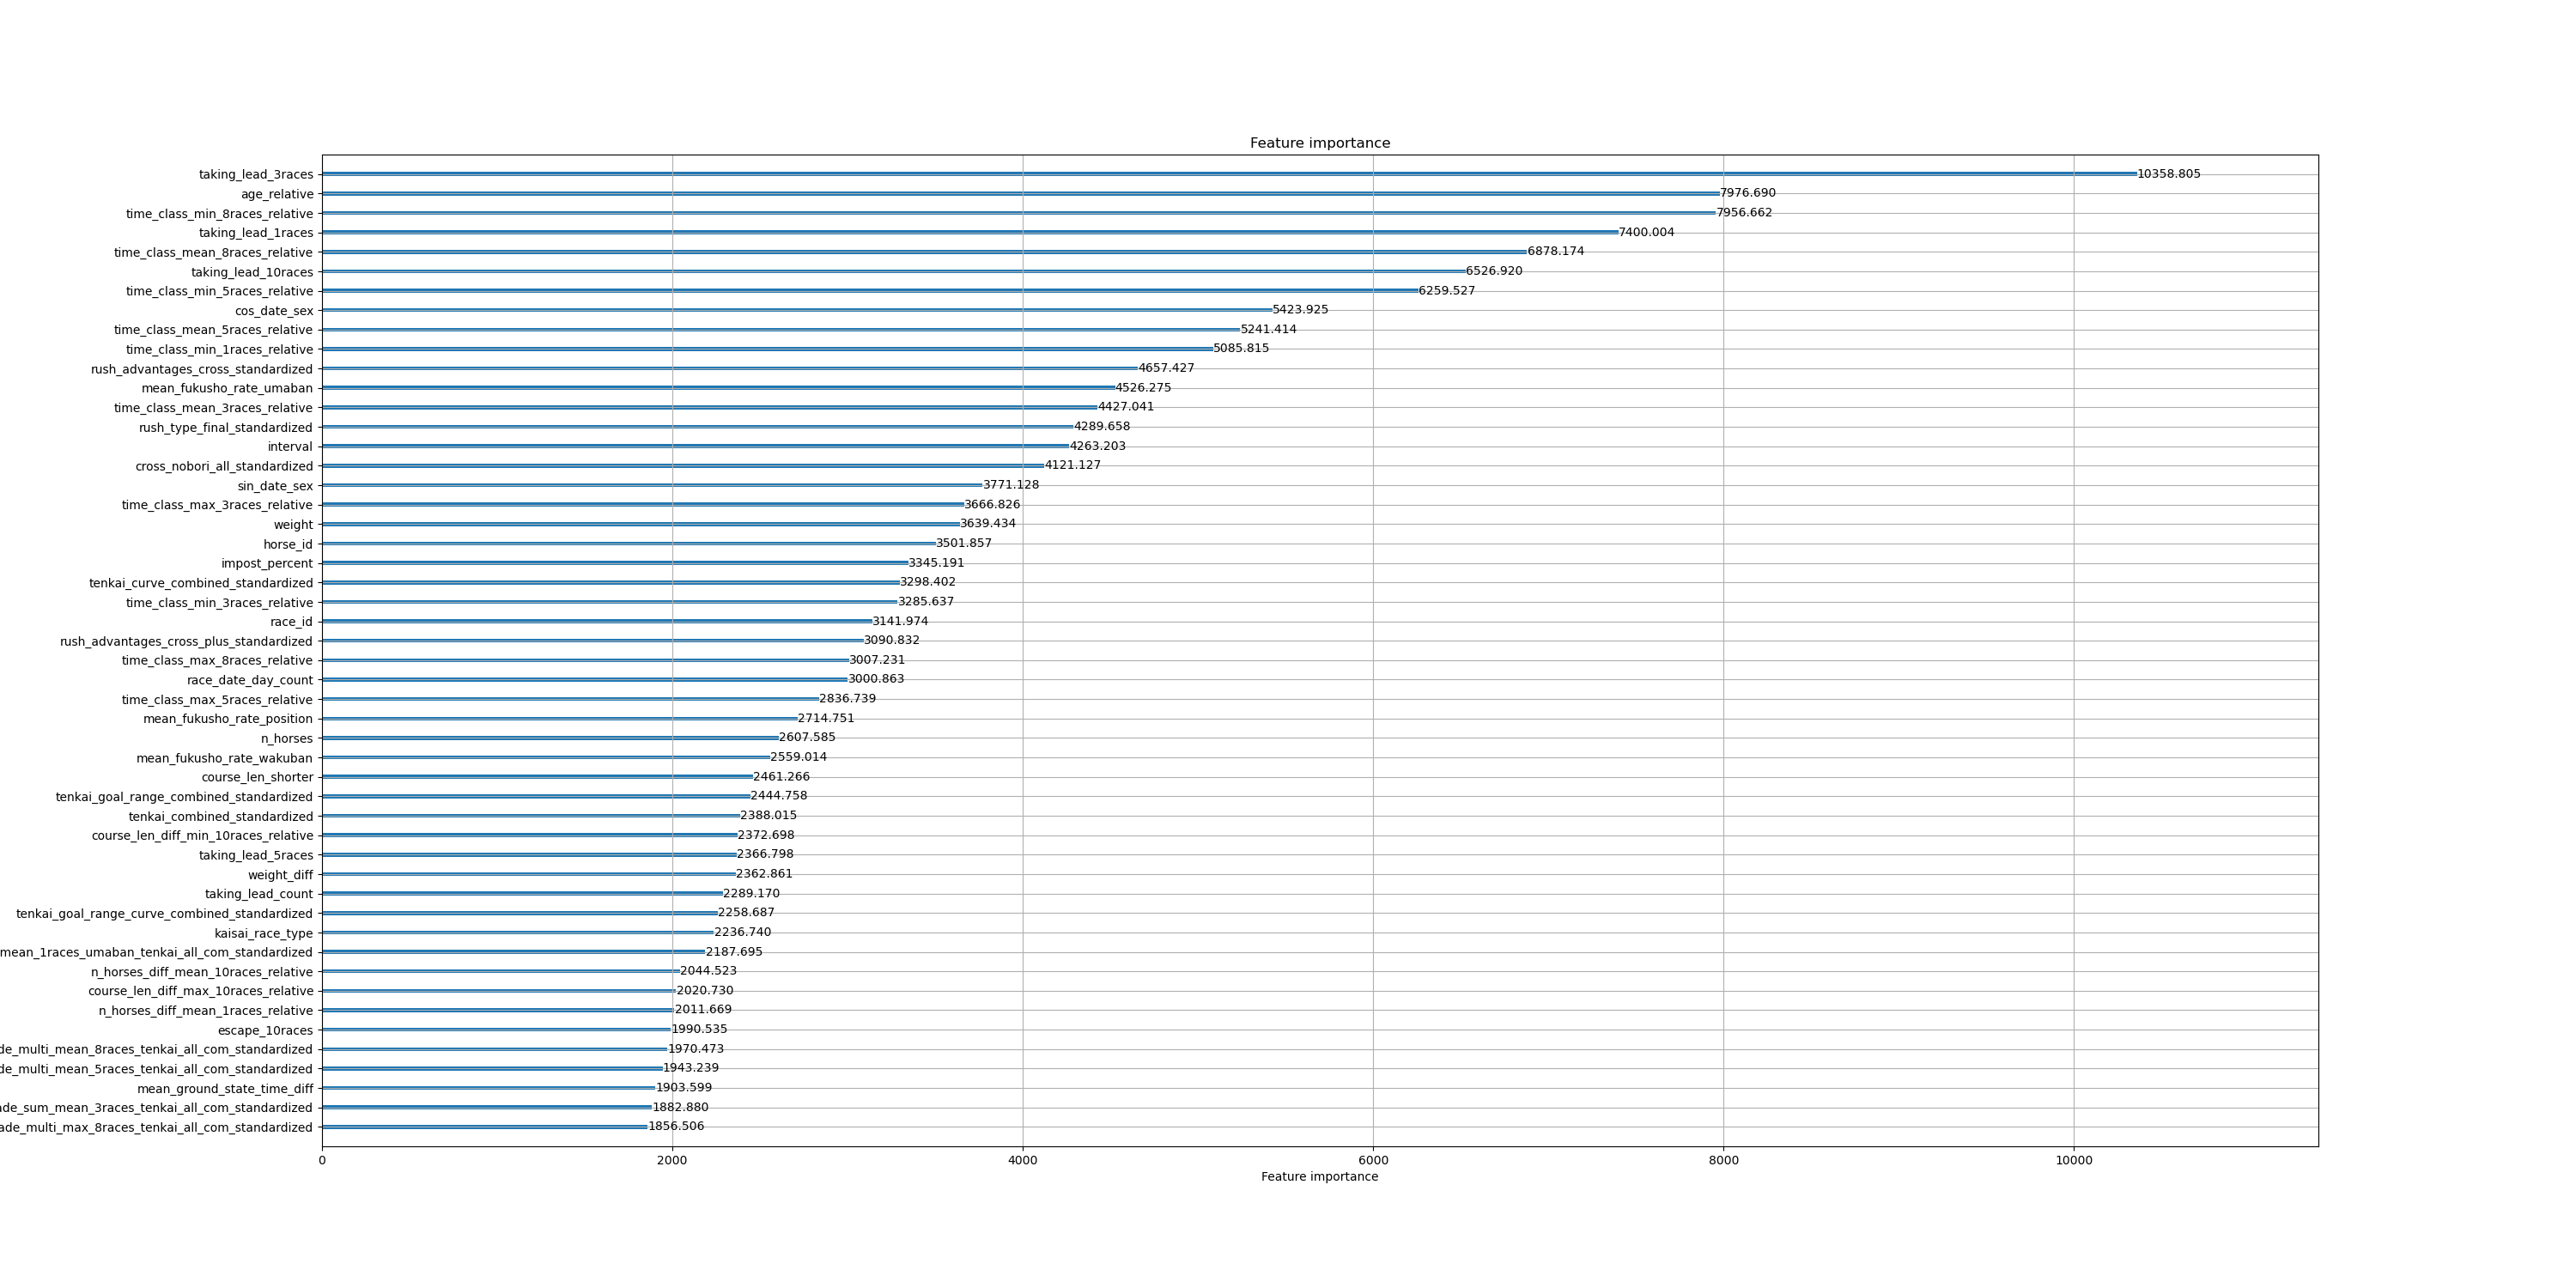 Feature importance
taking_lead_3races 10358.805
age_relative 7976.690
time_class_min_8races_relative 7956.662
taking_lead_1races 7400.004
time_class_mean_8races_relative 6878.174
taking_lead_10races 6526.920
time_class_min_5races_relative 6259.527
cos_date_sex 5423.925
time_class_mean_5races_relative 5241.414
time_class_min_1races_relative 5085.815
rush_advantages_cross_standardized 4657.427
mean_fukusho_rate_umaban 4526.275
time_class_mean_3races_relative 4427.041
rush_type_final_standardized 4289.658
interval 4263.203
cross_nobori_all_standardized 4121.127
sin_date_sex 3771.128
time_class_max_3races_relative 3666.826
weight 3639.434
horse_id 3501.857
impost_percent 3345.191
tenkai_curve_combined_standardized 3298.402
time_class_min_3races_relative 3285.637
race_id 3141.974
rush_advantages_cross_plus_standardized 3090.832
time_class_max_8races_relative 3007.231
race_date_day_count 3000.863
time_class_max_5races_relative 2836.739
mean_fukusho_rate_position 2714.751
n_horses 2607.585
mean_fukusho_rate_wakuban 2559.014
course_len_shorter 2461.266
tenkai_goal_range_combined_standardized 2444.758
tenkai_combined_standardized 2388.015
course_len_diff_min_10races_relative 2372.698
taking_lead_5races 2366.798
weight_diff 2362.861
taking_lead_count 2289.170
tenkai_goal_range_curve_combined_standardized 2258.687
kaisai_race_type 2236.740
mean_1races_umaban_tenkai_all_com_standardized 2187.695
n_horses_diff_mean_10races_relative 2044.523
course_len_diff_max_10races_relative 2020.730
n_horses_diff_mean_1races_relative 2011.669
escape_10races 1990.535
de_multi_mean_8races_tenkai_all_com_standardized 1970.473
de_multi_mean_5races_tenkai_all_com_standardized 1943.239
mean_ground_state_time_diff 1903.599
ade_sum_mean_3races_tenkai_all_com_standardized 1882.880
ade_multi_max_8races_tenkai_all_com_standardized 1856.506
0 2000 4000 6000 8000 10000
Feature importance